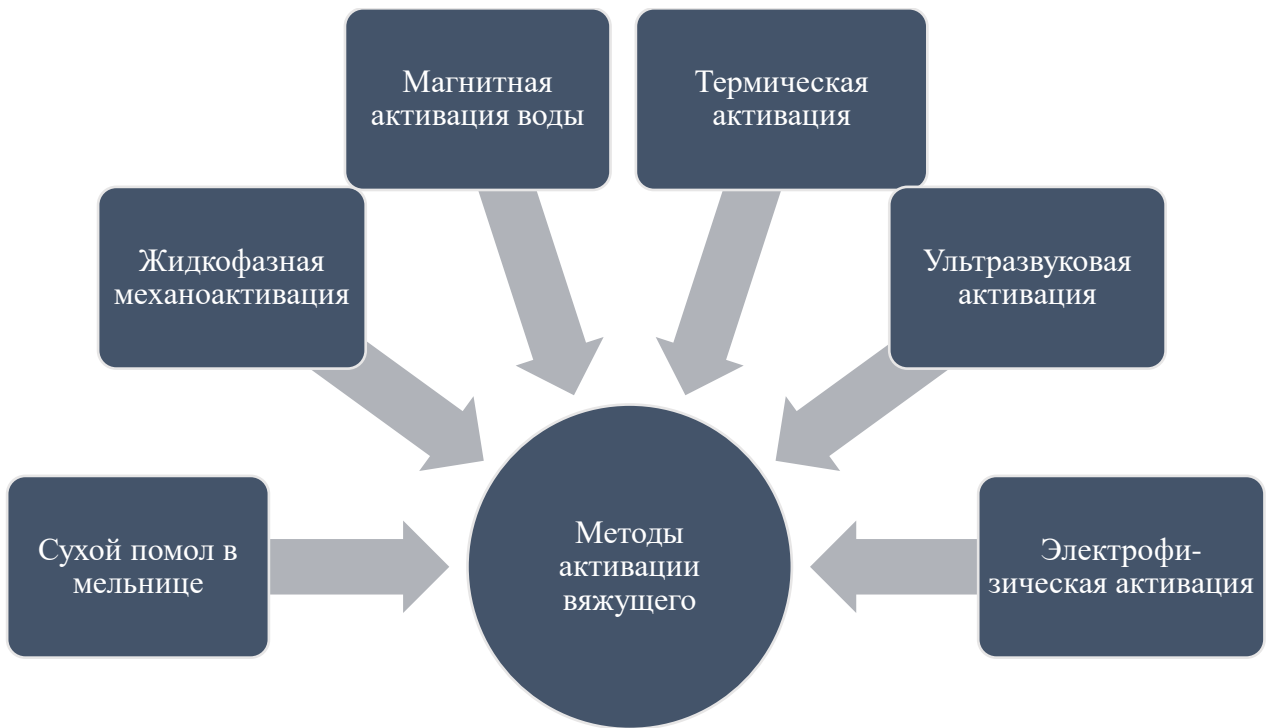 Магнитная
активация воды
Термическая
активация
Жидкофазная
механоактивация
Ультразвуковая
активация
Сухой помол в
мельнице
Методы
активации
вяжущего
Электрофи-
зическая активация